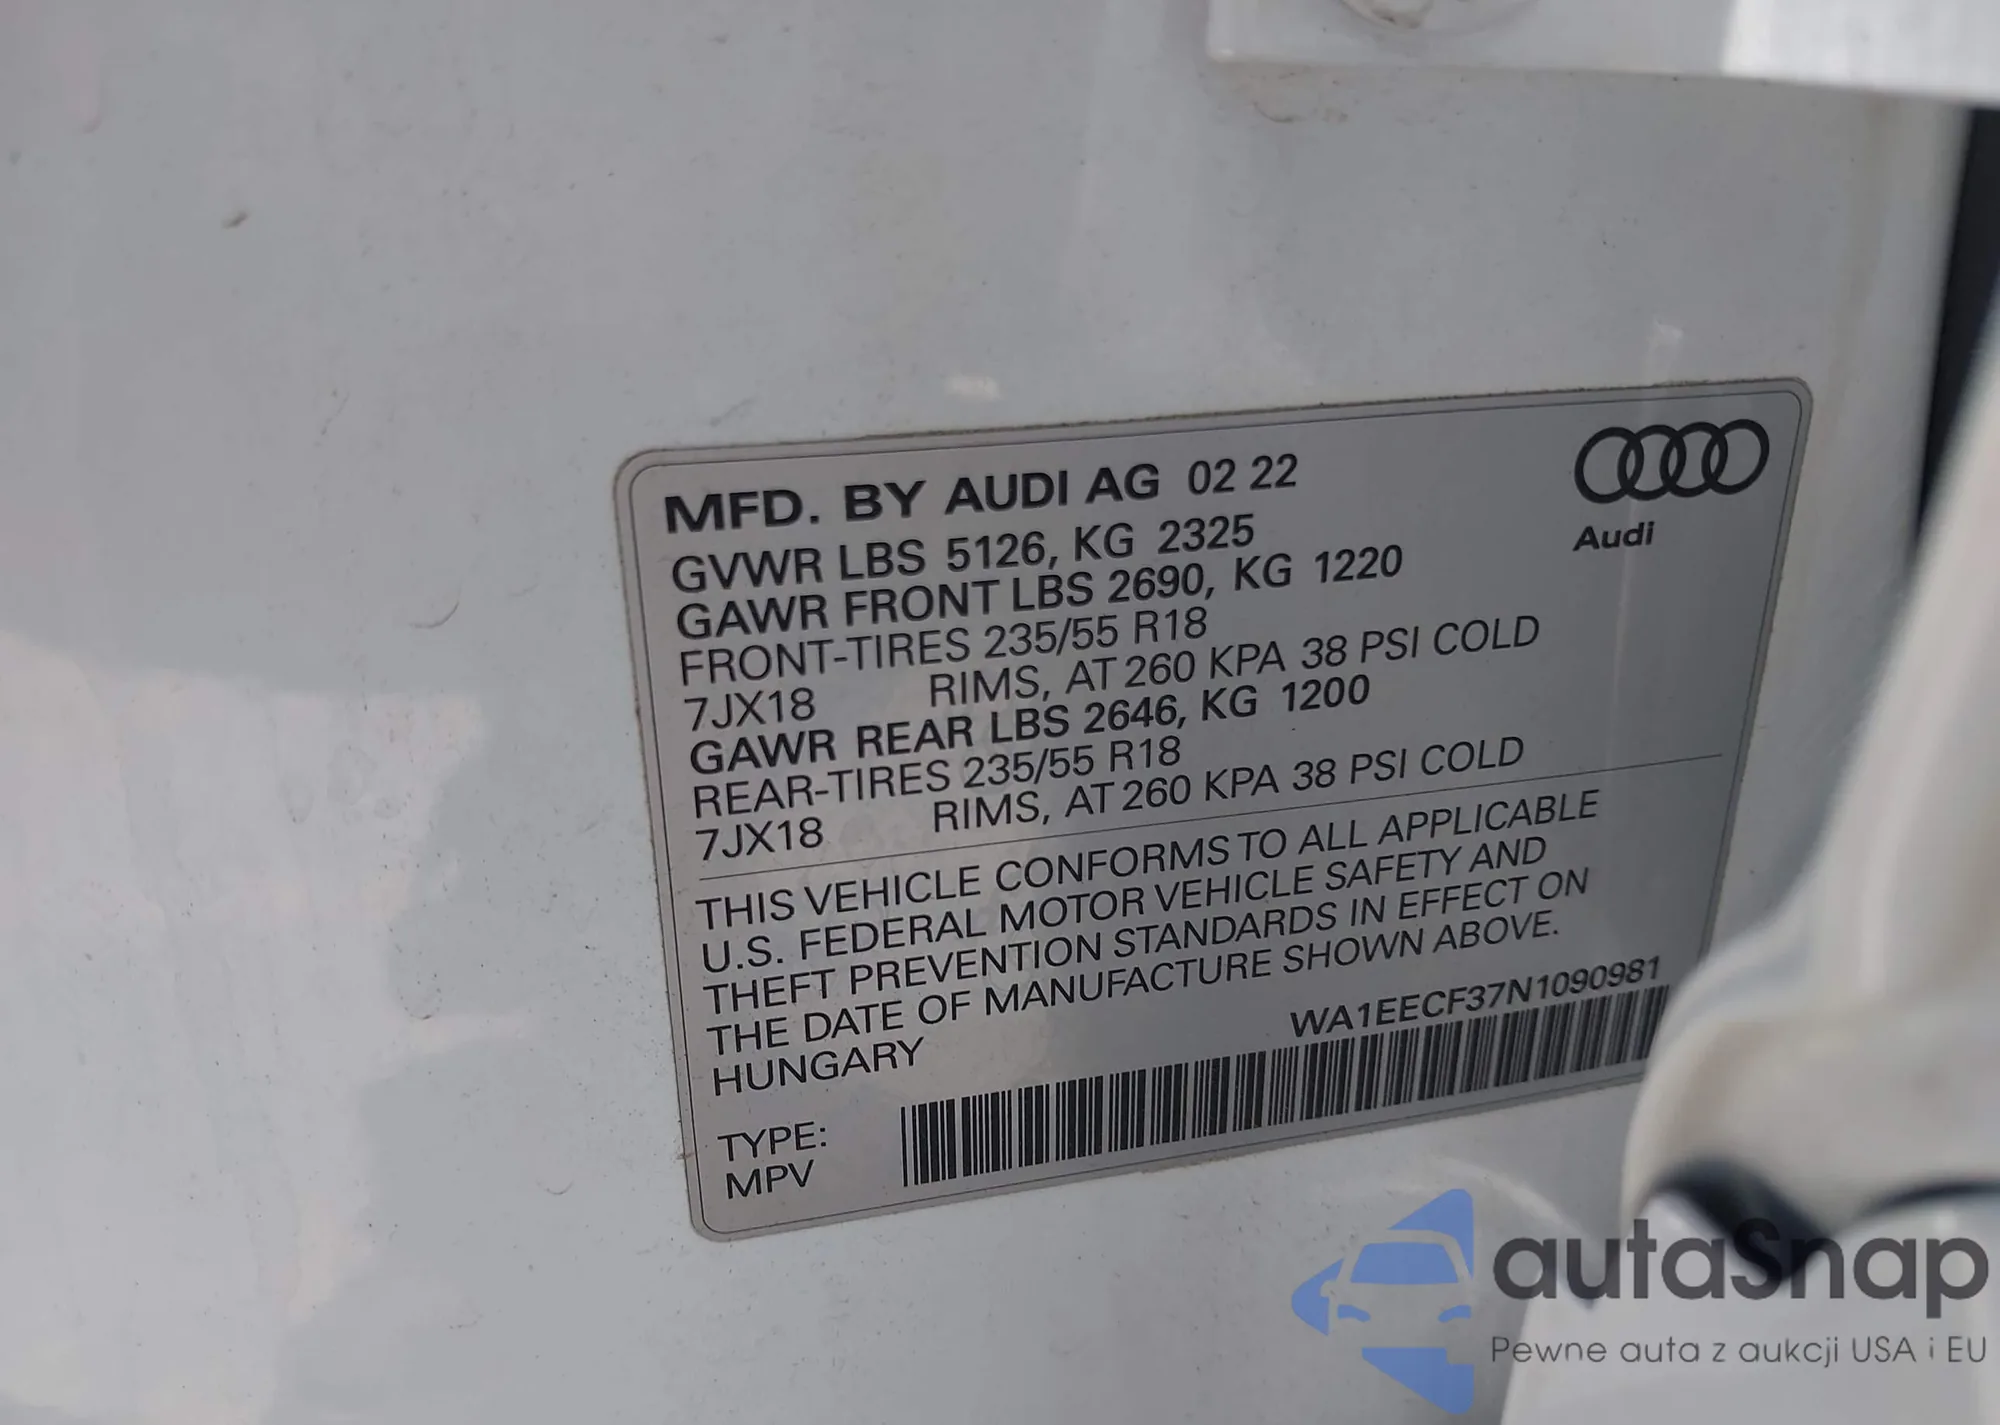 MFD. BY AUDI AG 02 22
Audi
GVWR LBS 5126, KG 2325
GAWR FRONT LBS 2690, KG 1220
FRONT-TIRES 235/55 R18
7JX18 RIMS, AT 260 KPA 38 PSI COLD
GAWR REAR LBS 2646, KG 1200
REAR-TIRES 235/55 R18
7JX18 RIMS, AT 260 KPA 38 PSI COLD
THIS VEHICLE CONFORMS TO ALL APPLICABLE
U.S. FEDERAL MOTOR VEHICLE SAFETY AND
THEFT PREVENTION STANDARDS IN EFFECT ON
THE DATE OF MANUFACTURE SHOWN ABOVE.
HUNGARY
WA1EECF37N1090981
TYPE:
MPV
autaSnap
Pewne auta z aukcji USA i EU